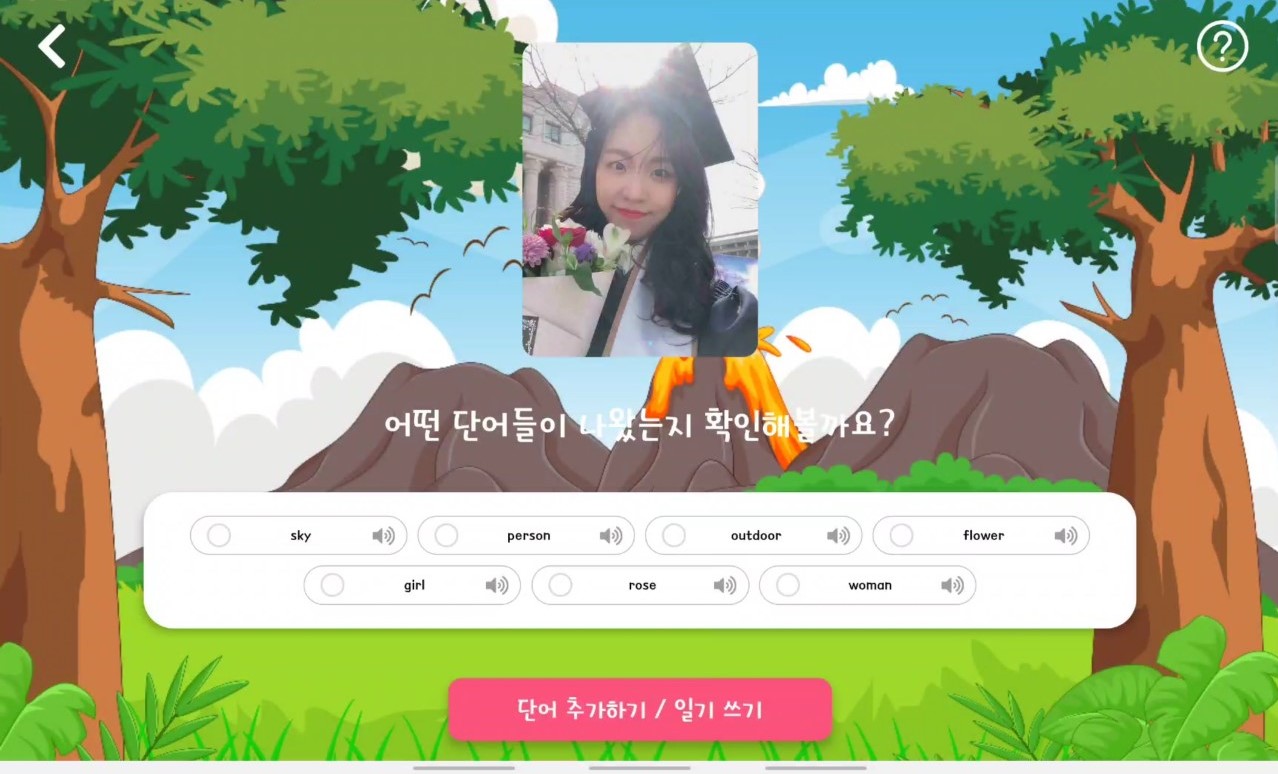 ?
어떤 단어들이 나왔는지 확인해볼까요?
sky person outdoor flower
girl rose woman
단어 추가하기 / 일기 쓰기